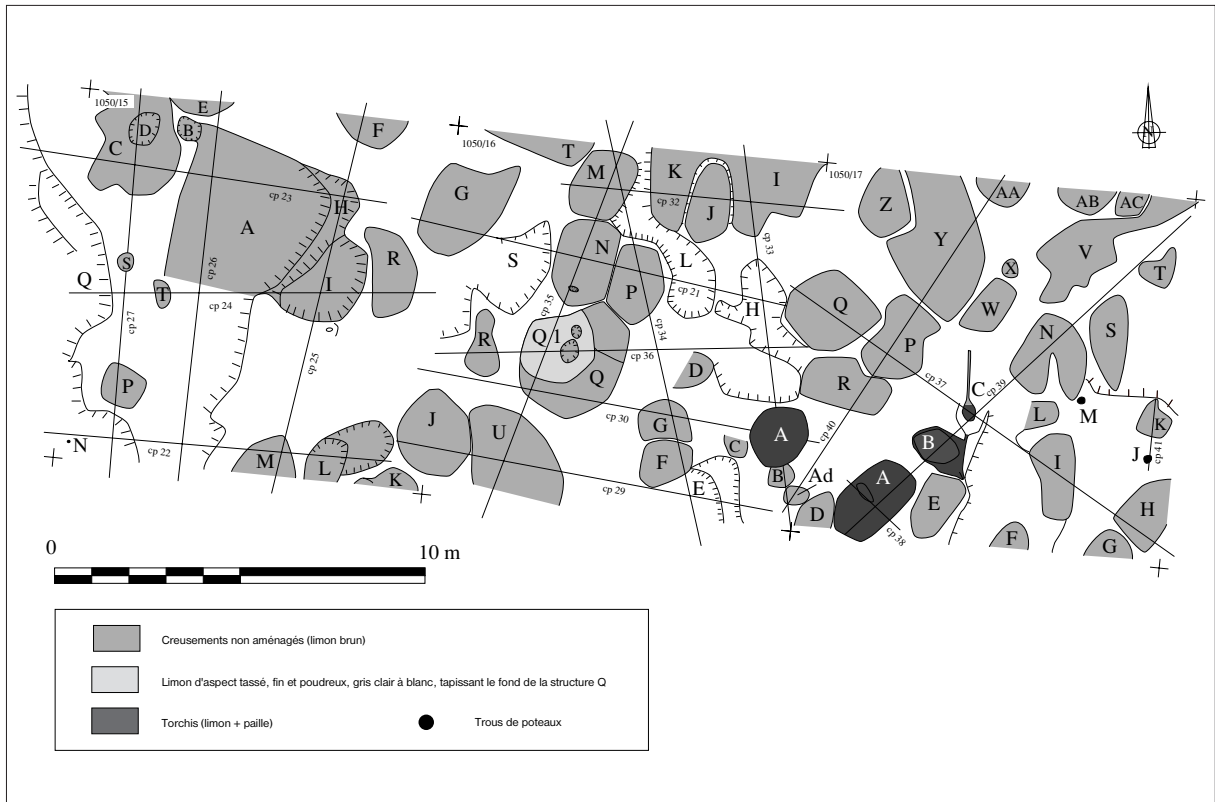 1050/15
E
D
B
C
F
1050/16
N
T
M
K
I
1050/17
AA
AB
AC
cp 23
G
cp 32
J
Z
H
A
R
Y
V
S
N
L
cp 33
S
I
X
T
Q
T
cp 26
P
cp 21
H
Q
W
cp 24
cp 27
cp 35
R
Q 1
cp 34
P
N
S
cp 25
cp 36
Q
D
R
cp 37
cp 39
P
C
J
U
cp 30
G
A
cp 40
L
M
K
N
cp 22
M
L
K
F
C
B
B
I
J
cp 41
cp 29
E
Ad
A
D
E
H
cp 38
F
G
0
10 m
Creusements non aménagés (limon brun)
Limon d'aspect tassé, fin et poudreux, gris clair à blanc, tapissant le fond de la structure Q
Torchis (limon + paille)
Trous de poteaux